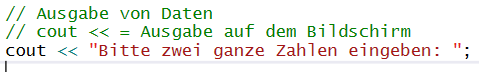 // Ausgabe von Daten
// cout << = Ausgabe auf dem Bildschirm
cout << "Bitte zwei ganze Zahlen eingeben: ";